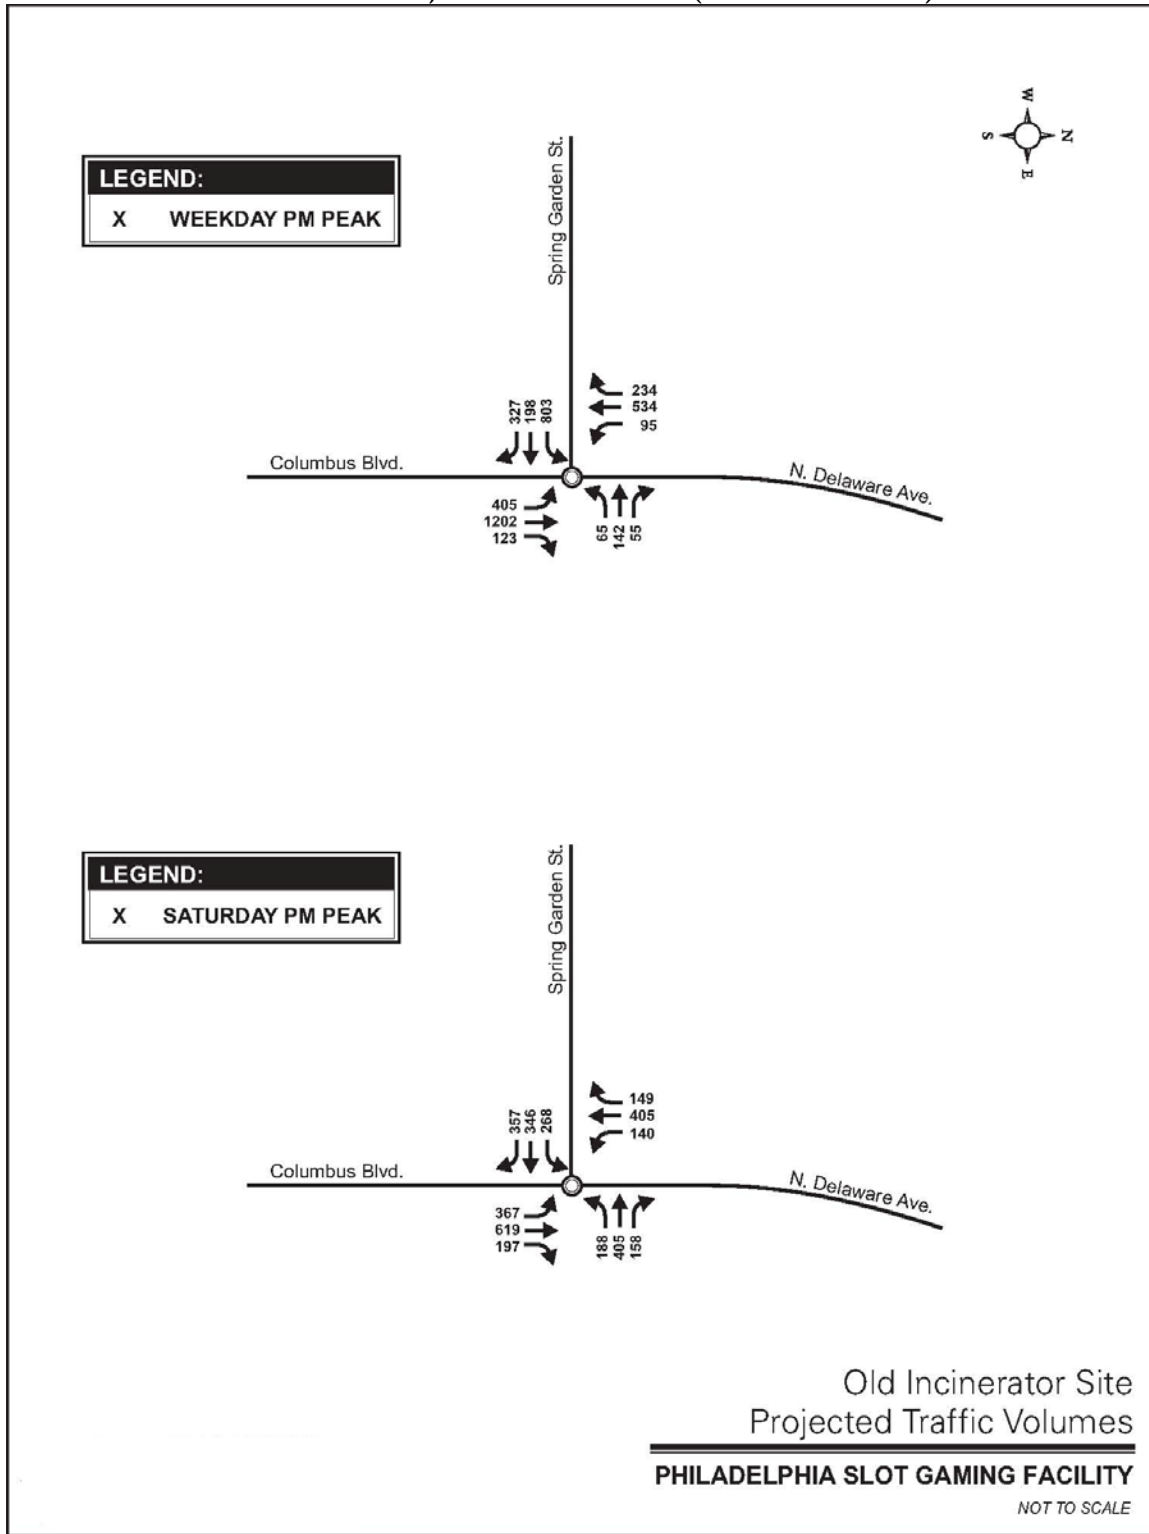 W
S N
E
LEGEND:
X WEEKDAY PM PEAK
Spring Garden St.
327 198 803
234
534
95
Columbus Blvd.
N. Delaware Ave.
405
1202
123
65 142 55
LEGEND:
X SATURDAY PM PEAK
Spring Garden St.
357 346 268
149
405
140
Columbus Blvd.
N. Delaware Ave.
367
619
197
188 405 158
Old Incinerator Site
Projected Traffic Volumes
PHILADELPHIA SLOT GAMING FACILITY
NOT TO SCALE